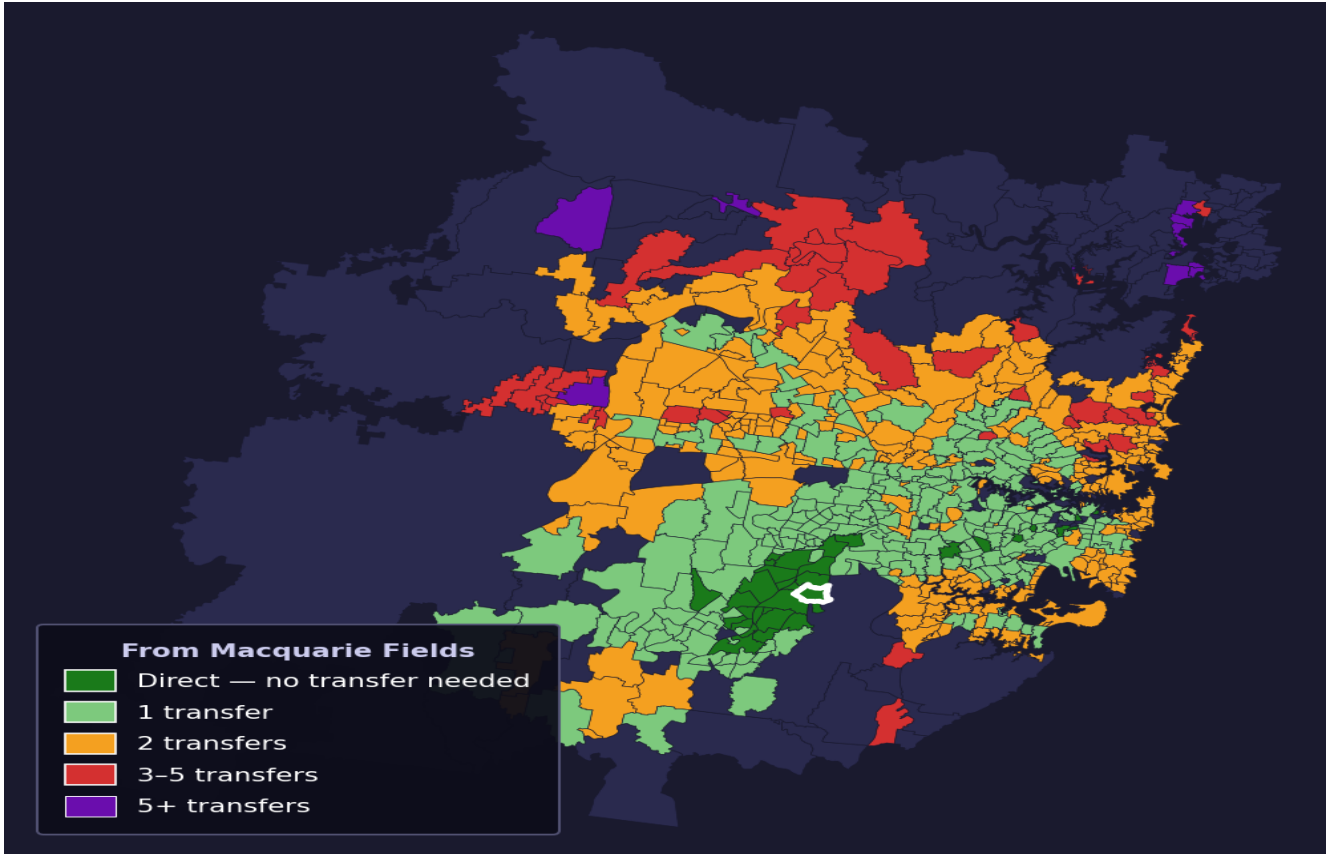 From Macquarie Fields
Direct — no transfer needed
1 transfer
2 transfers
3–5 transfers
5+ transfers